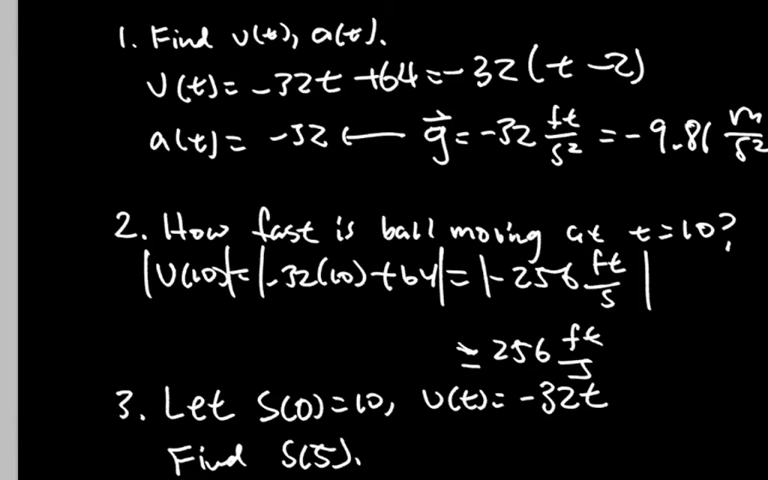 1. Find v(t), a(t).
v(t) = -32t + 64 = -32(t - 2)
a(t) = -32 ← g⃗ = -32 ft/s² = -9.81 m/s²
2. How fast is ball moving at t=10?
|v(10)| = |-32(10) + 64| = |-256 ft/s|
= 256 ft/s
3. Let s(0)=10, v(t) = -32t
Find s(5).